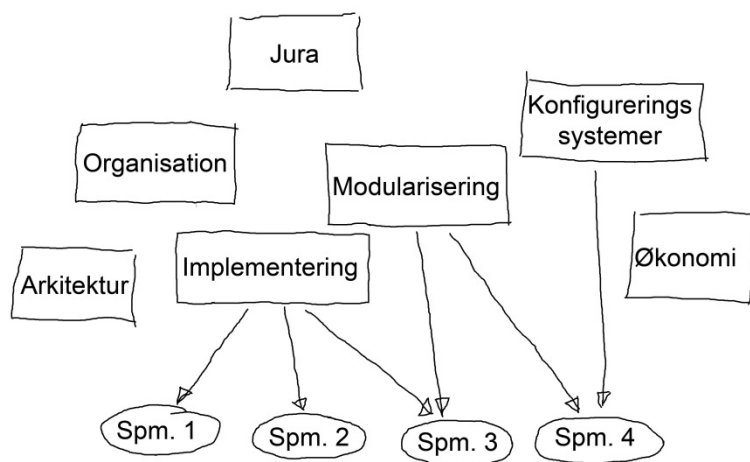 Jura
Konfigurerings
systemer
Organisation
Modularisering
Implementering
Økonomi
Arkitektur
Spm. 1
Spm. 2
Spm. 3
Spm. 4